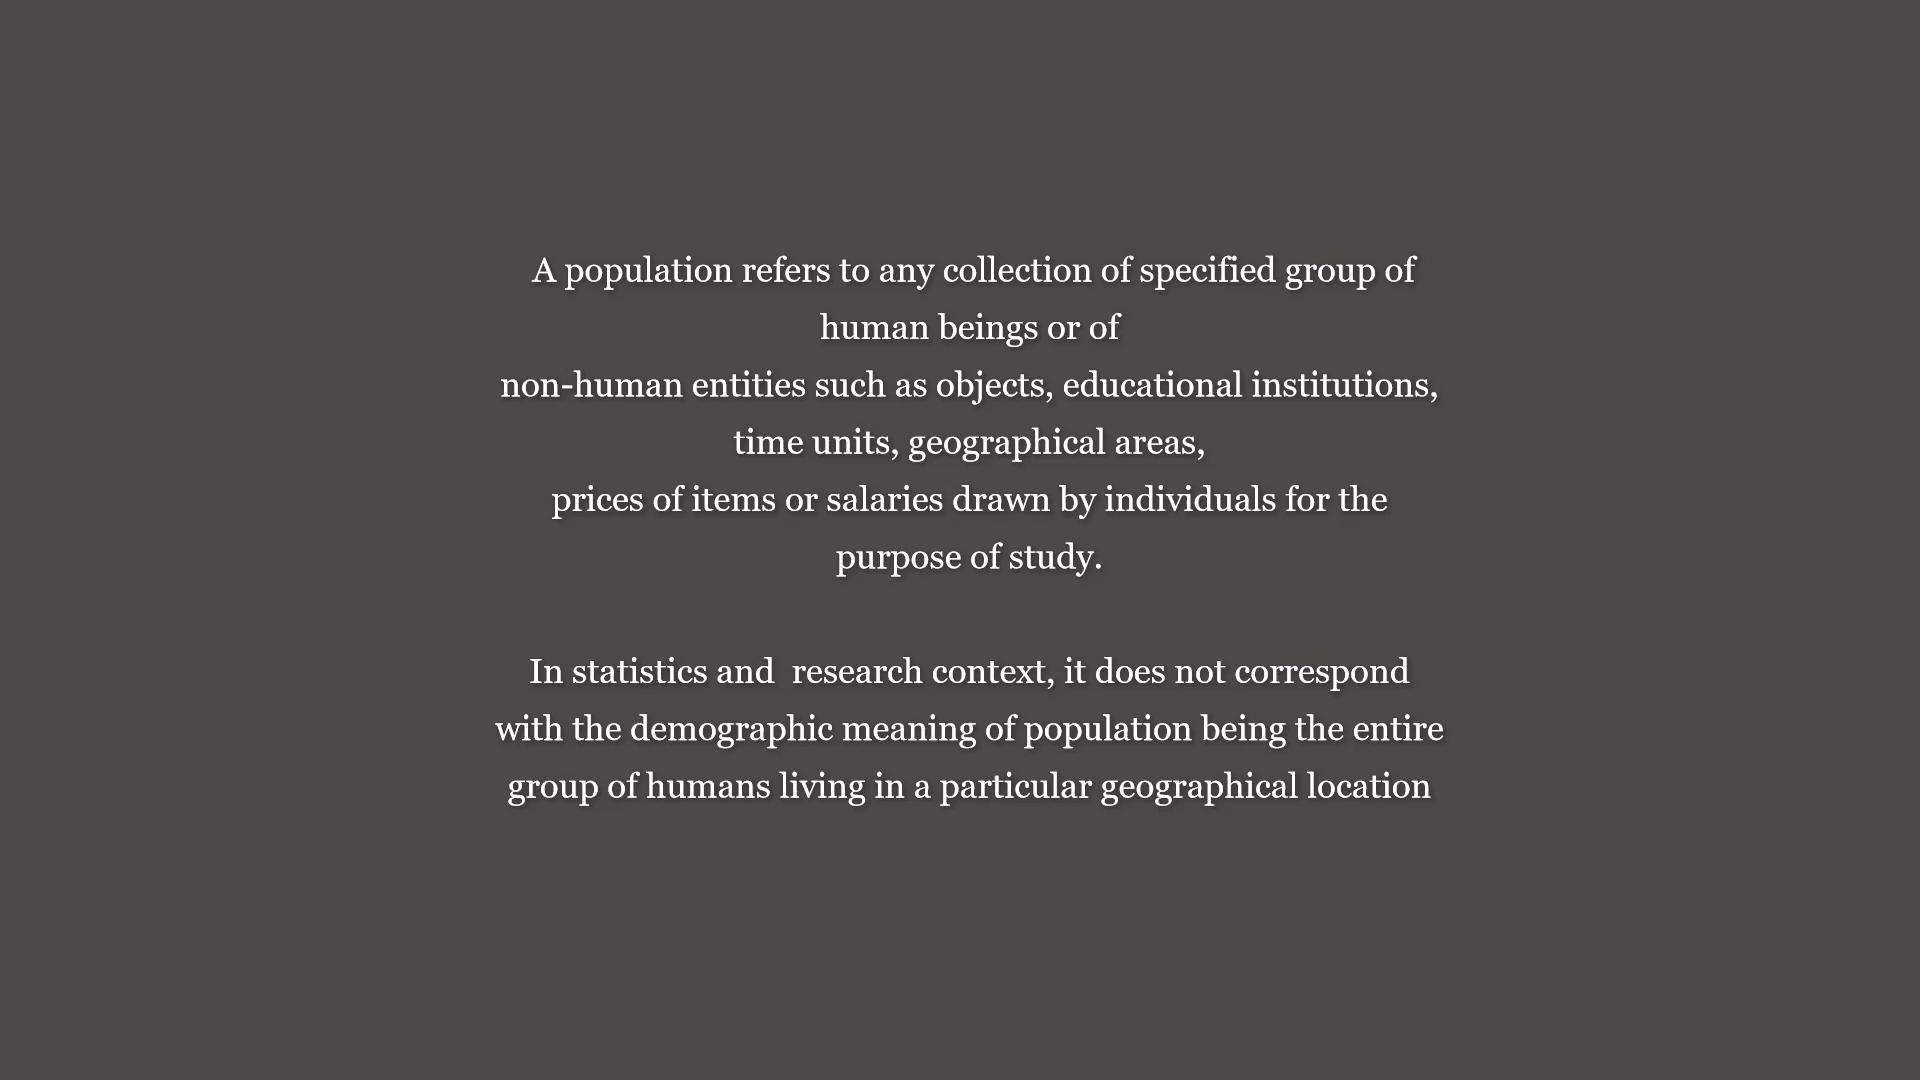 A population refers to any collection of specified group of
human beings or of
non-human entities such as objects, educational institutions,
time units, geographical areas,
prices of items or salaries drawn by individuals for the
purpose of study.
In statistics and  research context, it does not correspond
with the demographic meaning of population being the entire
group of humans living in a particular geographical location